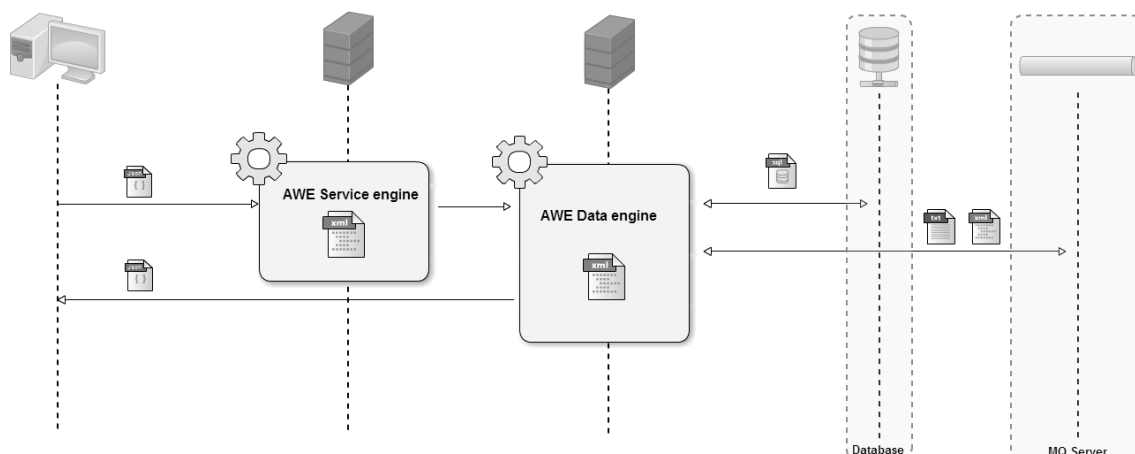 Json
AWE Service engine
xml
Json
AWE Data engine
xml
sql
txt
xml
Database
MQ Server